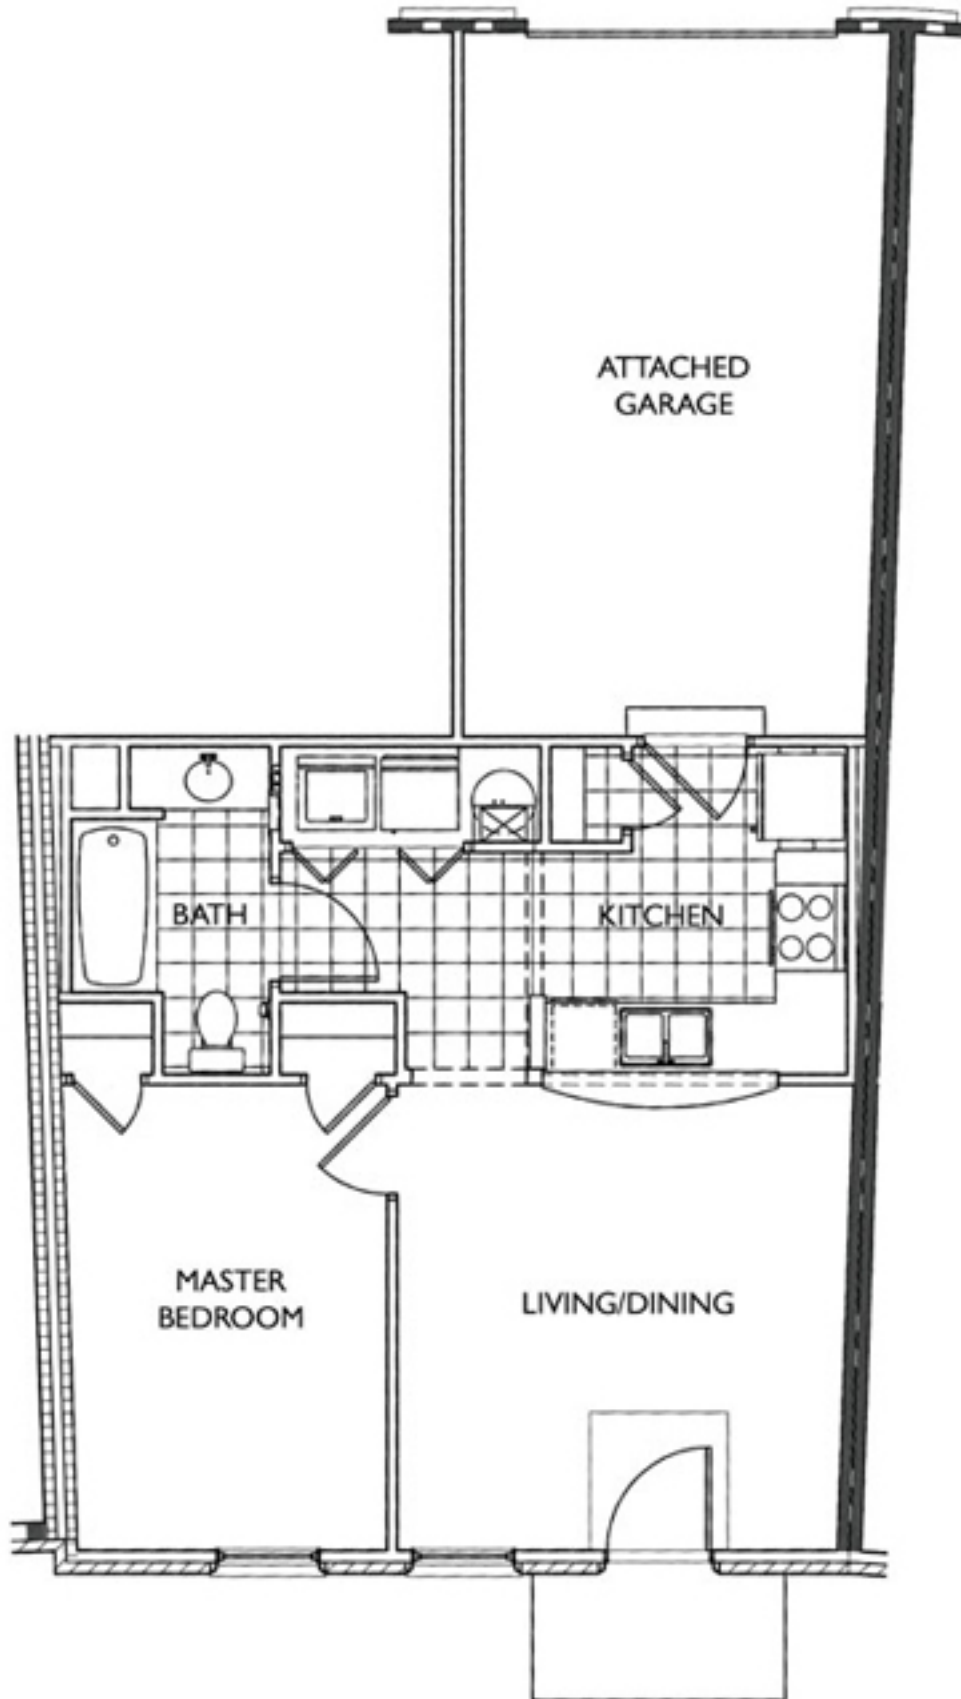 ATTACHED
GARAGE
BATH
KITCHEN
MASTER
BEDROOM
LIVING/DINING